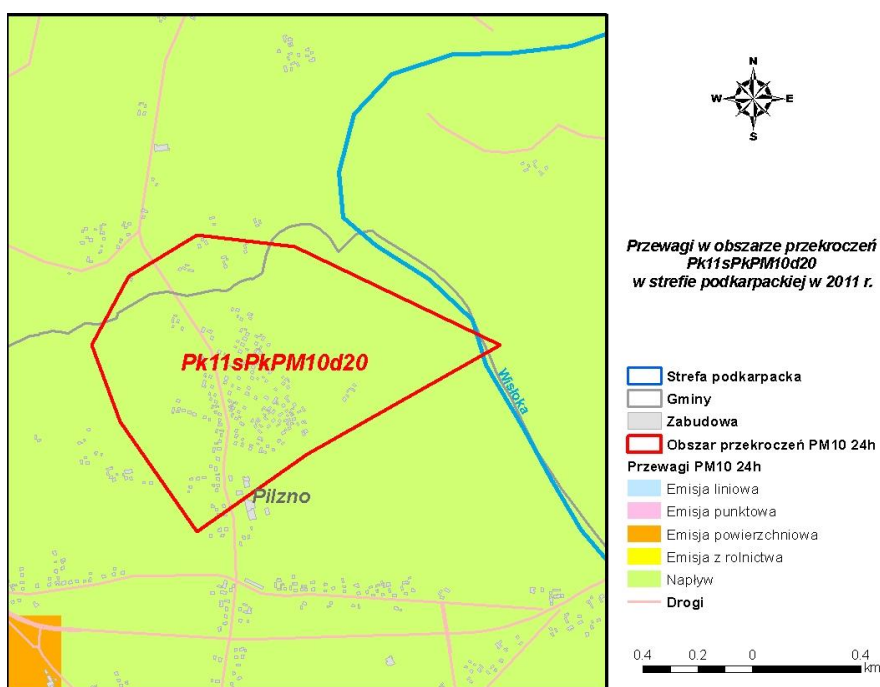 N
W E
S
Przewagi w obszarze przekroczeń
Pk11sPkPM10d20
w strefie podkarpackiej w 2011 r.
Pk11sPkPM10d20
Wisłoka
Pilzno
Strefa podkarpacka
Gminy
Zabudowa
Obszar przekroczeń PM10 24h
Przewagi PM10 24h
Emisja liniowa
Emisja punktowa
Emisja powierzchniowa
Emisja z rolnictwa
Napływ
Drogi
0.4 0.2 0 0.4
km